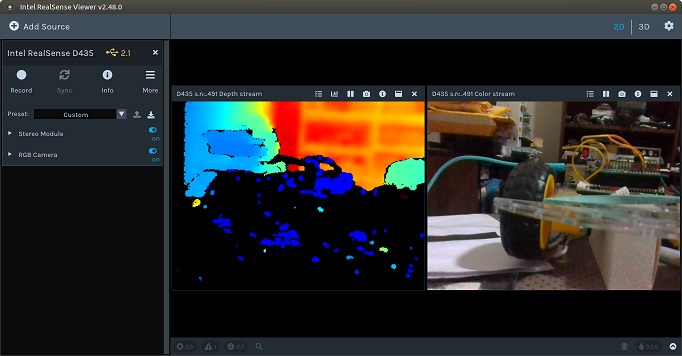 Intel RealSense Viewer v2.48.0
Add Source
2D
3D
Intel RealSense D435
2.1
Record
Sync
Info
More
Preset:
Custom
Stereo Module
on
RGB Camera
on
D435 s.n:..491 Depth stream
D435 s.n:..491 Color stream
29
1
22
93%